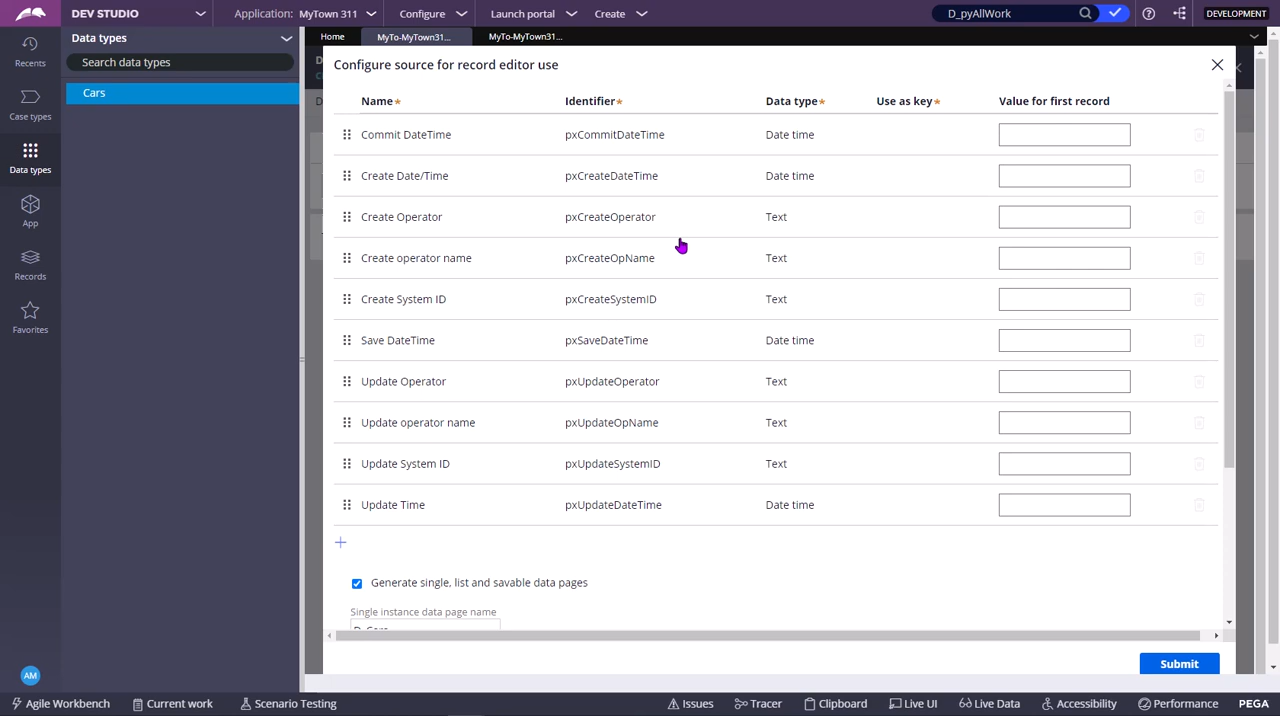 DEV STUDIO
Application: MyTown 311
Configure
Launch portal
Create
D_pyAllWork
DEVELOPMENT
Recents
Case types
Data types
App
Records
Favorites
AM
Data types
Search data types
Cars
Home
MyTo-MyTown31...
MyTo-MyTown31...
Configure source for record editor use
Name* Identifier* Data type* Use as key* Value for first record
Commit DateTime pxCommitDateTime Date time
Create Date/Time pxCreateDateTime Date time
Create Operator pxCreateOperator Text
Create operator name pxCreateOpName Text
Create System ID pxCreateSystemID Text
Save DateTime pxSaveDateTime Date time
Update Operator pxUpdateOperator Text
Update operator name pxUpdateOpName Text
Update System ID pxUpdateSystemID Text
Update Time pxUpdateDateTime Date time
Generate single, list and savable data pages
Single instance data page name
Submit
Agile Workbench
Current work
Scenario Testing
Issues
Tracer
Clipboard
Live UI
Live Data
Accessibility
Performance
PEGA